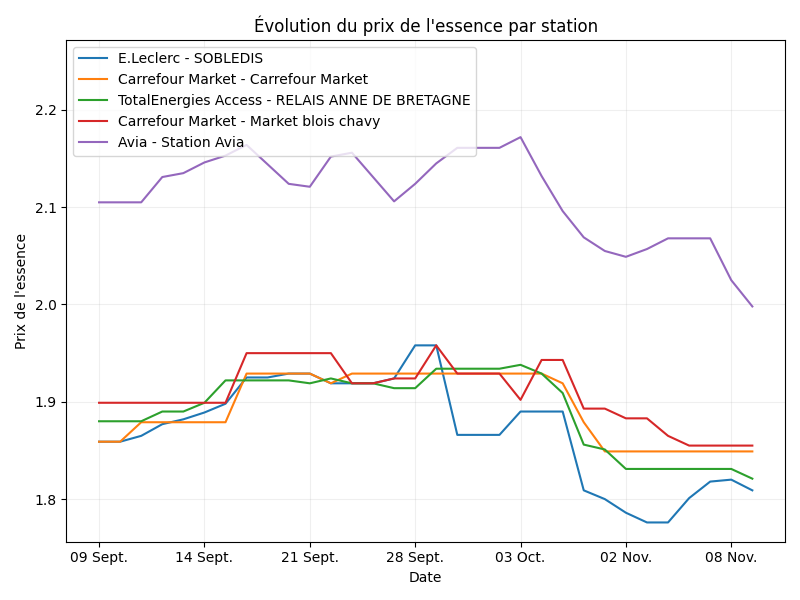 Évolution du prix de l'essence par station
E.Leclerc - SOBLEDIS
Carrefour Market - Carrefour Market
TotalEnergies Access - RELAIS ANNE DE BRETAGNE
Carrefour Market - Market blois chavy
Avia - Station Avia
Prix de l'essence
2.2
2.1
2.0
1.9
1.8
09 Sept.
14 Sept.
21 Sept.
28 Sept.
03 Oct.
02 Nov.
08 Nov.
Date